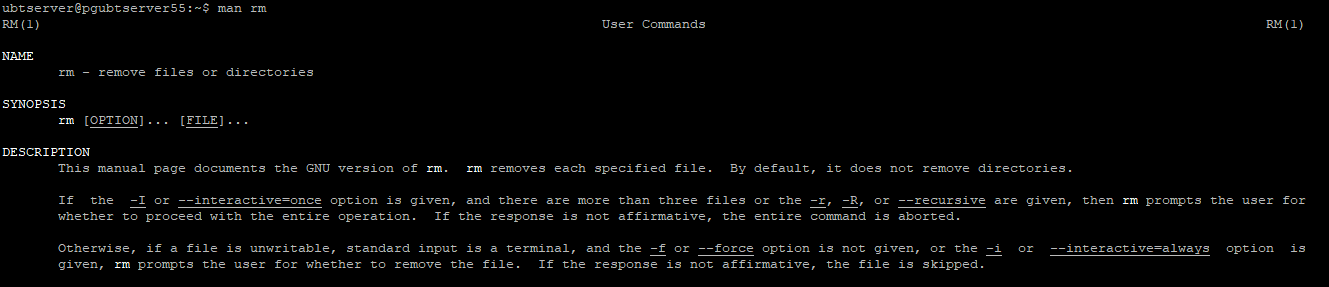 ubtserver@pgubtserver55:~$ man rm
RM(1) User Commands RM(1)
NAME
rm - remove files or directories
SYNOPSIS
rm [OPTION]... [FILE]...
DESCRIPTION
This manual page documents the GNU version of rm. rm removes each specified file. By default, it does not remove directories.
If the -I or --interactive=once option is given, and there are more than three files or the -r, -R, or --recursive are given, then rm prompts the user for
whether to proceed with the entire operation. If the response is not affirmative, the entire command is aborted.
Otherwise, if a file is unwritable, standard input is a terminal, and the -f or --force option is not given, or the -i or --interactive=always option is
given, rm prompts the user for whether to remove the file. If the response is not affirmative, the file is skipped.